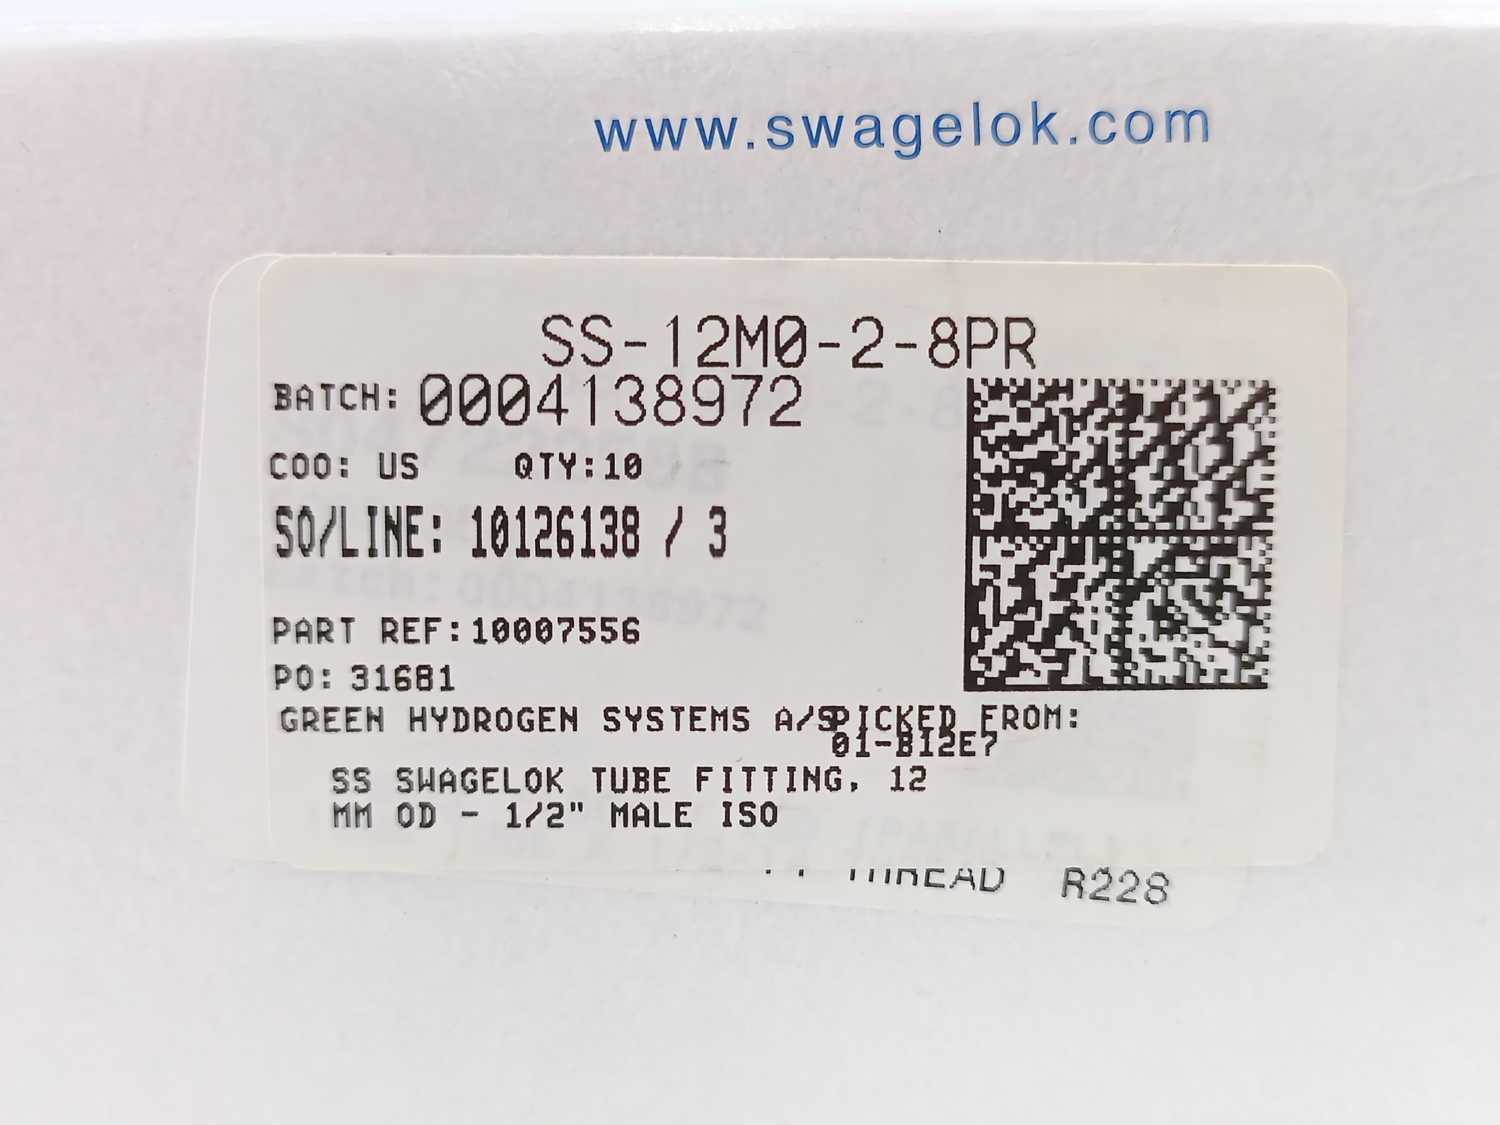 www.swagelok.com
SS-12M0-2-8PR
BATCH: 0004138972
COO: US QTY:10
SO/LINE: 10126138 / 3
PART REF:10007556
PO: 31681
GREEN HYDROGEN SYSTEMS A/S PICKED FROM:
01-B12E7
SS SWAGELOK TUBE FITTING, 12
MM OD - 1/2" MALE ISO
THREAD R228